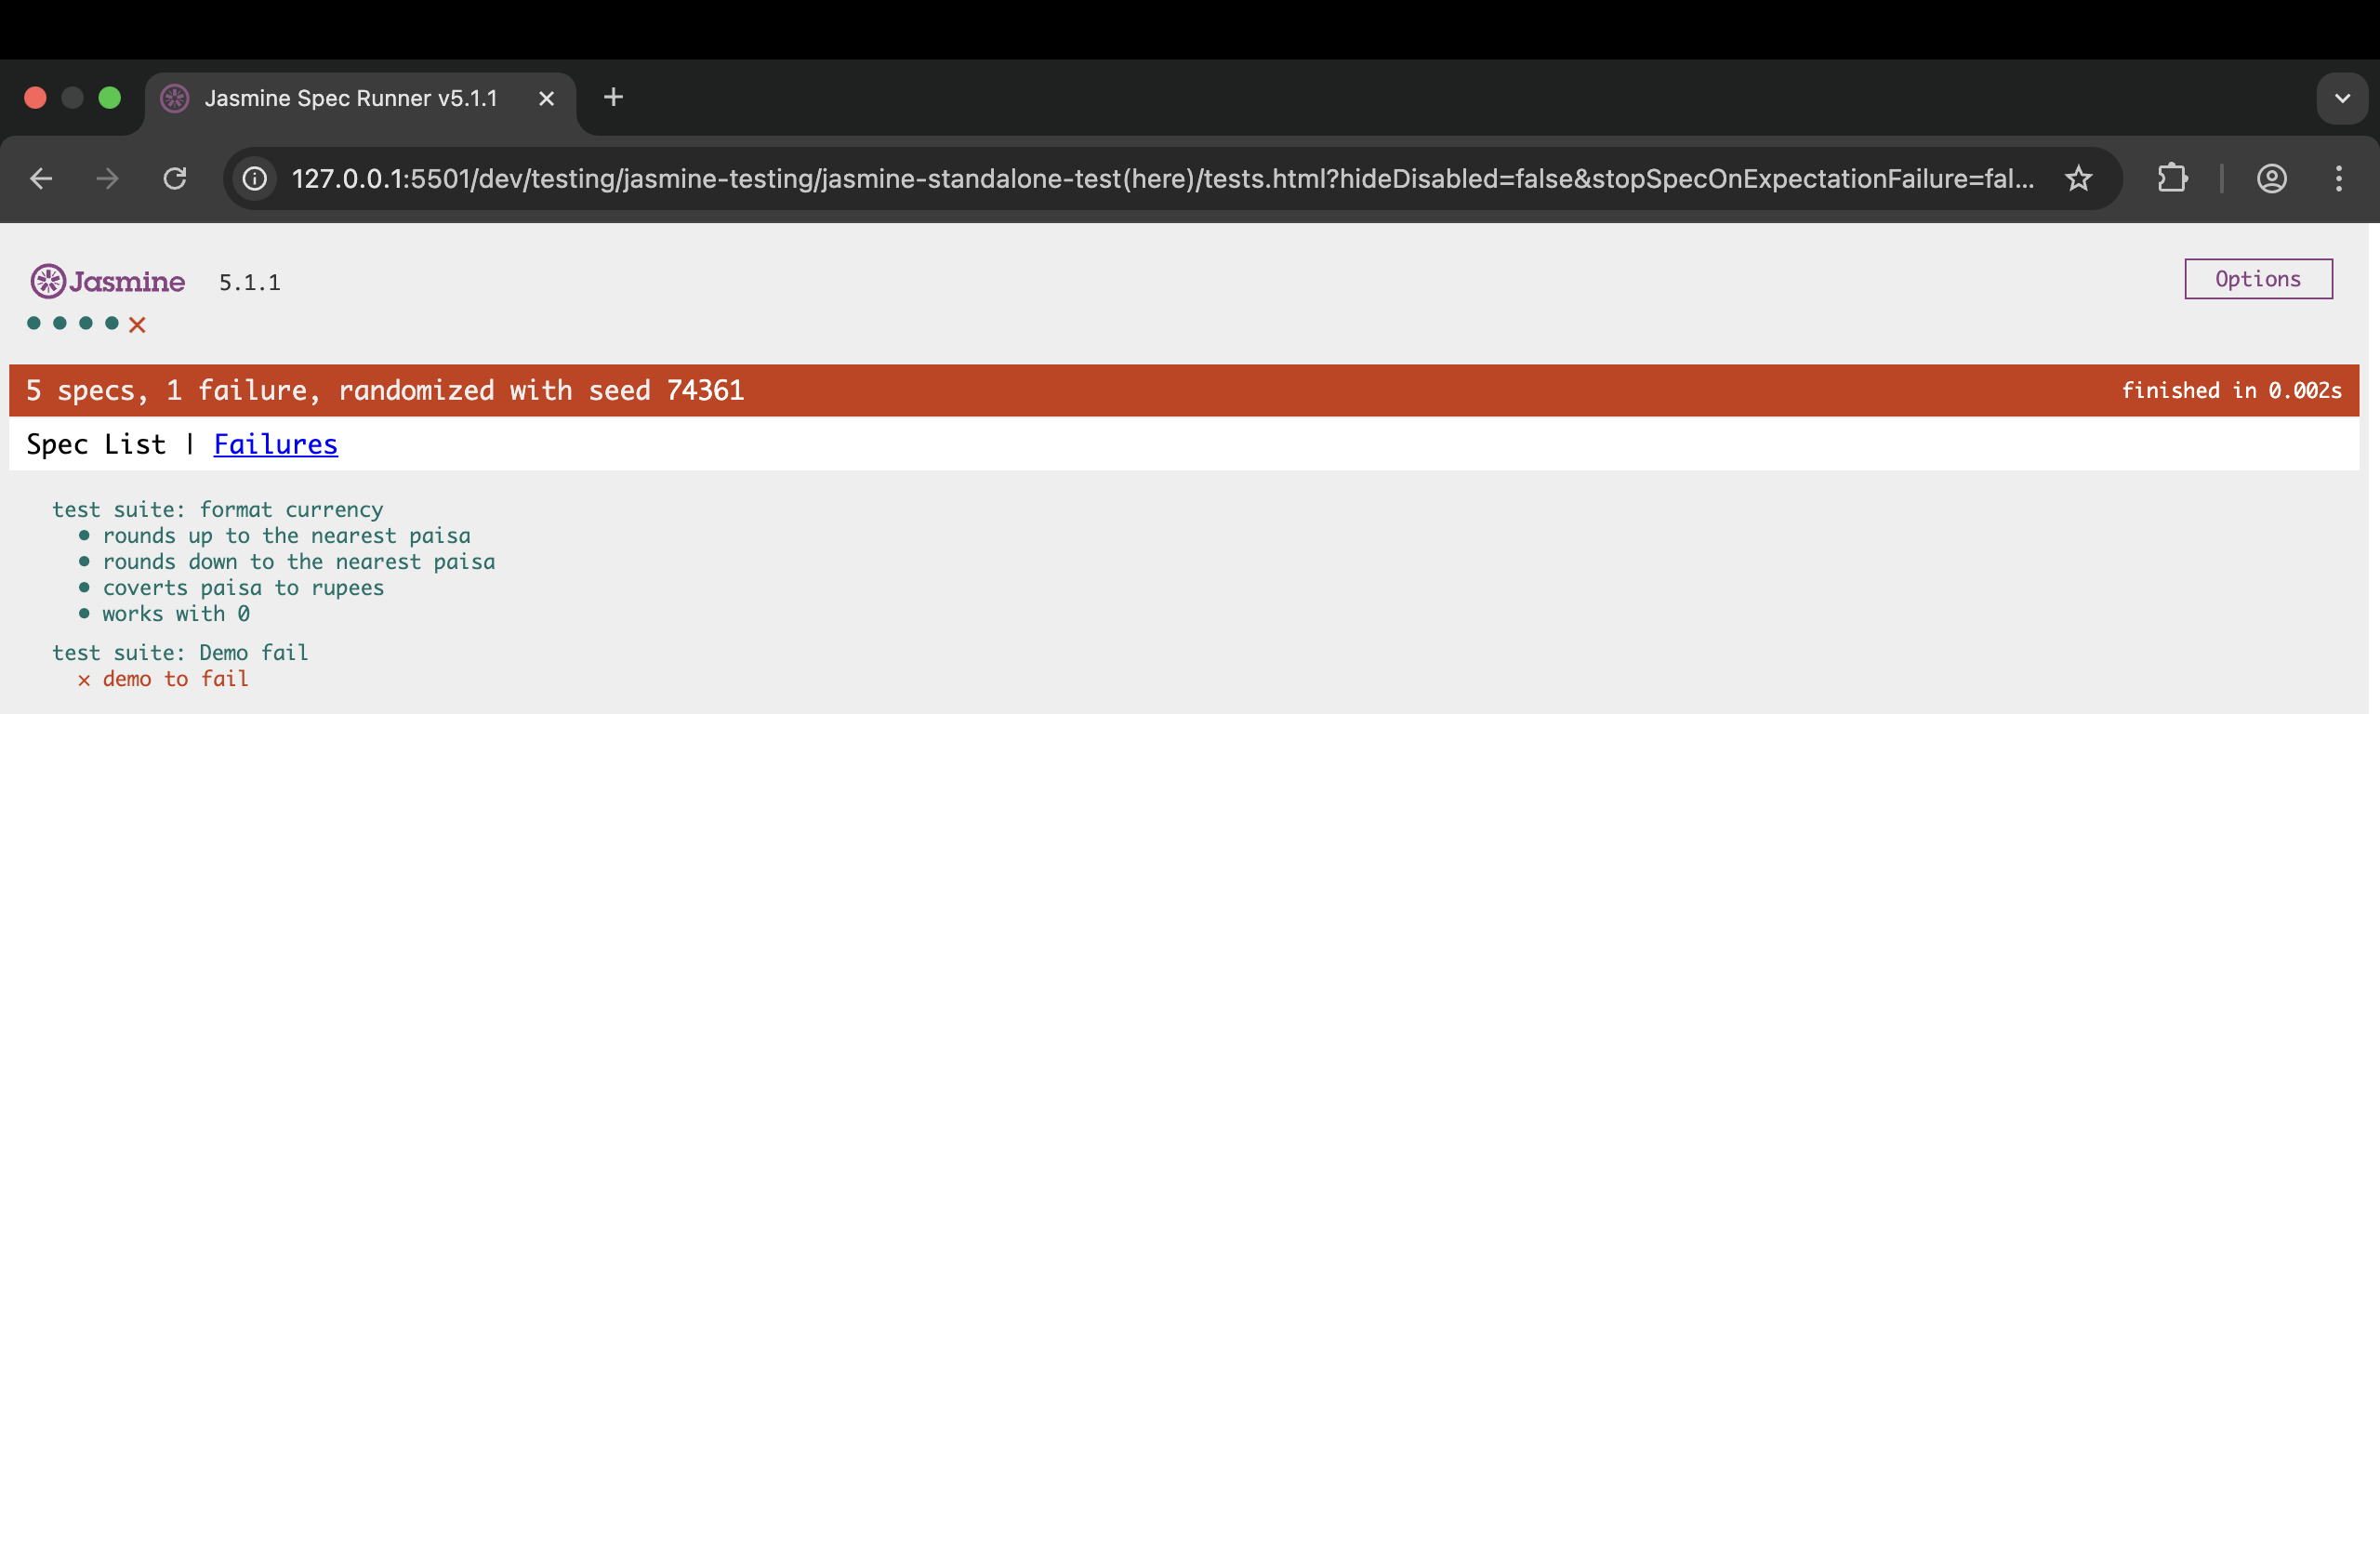 Jasmine Spec Runner v5.1.1
127.0.0.1:5501/dev/testing/jasmine-testing/jasmine-standalone-test(here)/tests.html?hideDisabled=false&stopSpecOnExpectationFailure=fal...
Jasmine 5.1.1 Options
5 specs, 1 failure, randomized with seed 74361 finished in 0.002s
Spec List | Failures
test suite: format currency
• rounds up to the nearest paisa
• rounds down to the nearest paisa
• coverts paisa to rupees
• works with 0
test suite: Demo fail
× demo to fail